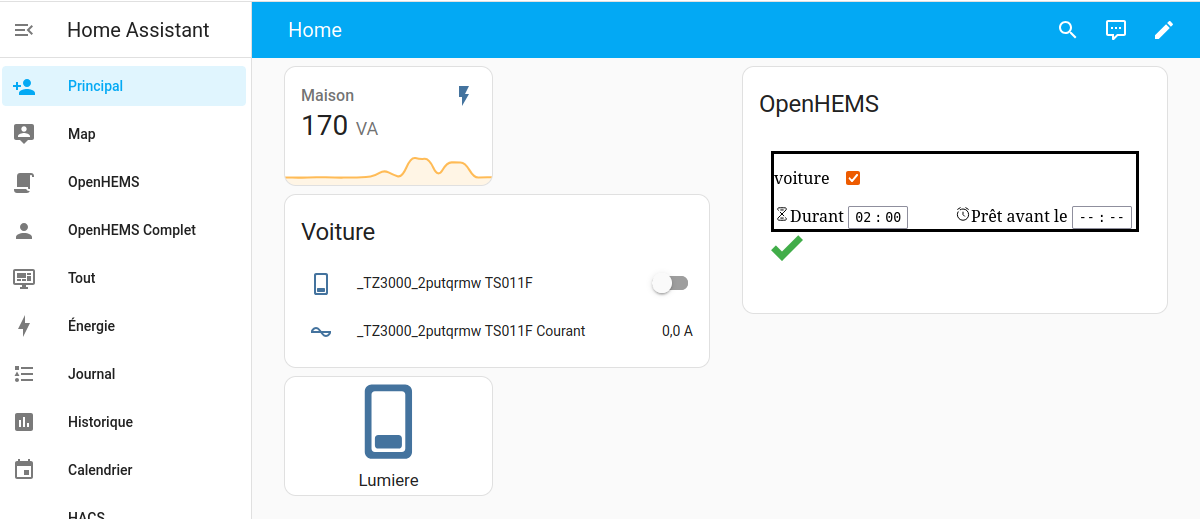 Home Assistant
Home
Principal
Map
OpenHEMS
OpenHEMS Complet
Tout
Énergie
Journal
Historique
Calendrier
HACS
Maison
170 VA
Voiture
_TZ3000_2putqrmw TS011F
_TZ3000_2putqrmw TS011F Courant 0,0 A
Lumiere
OpenHEMS
voiture
Durant 02:00 Prêt avant le --:--